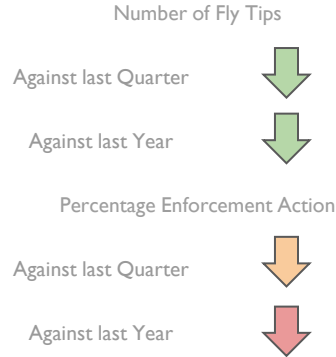 Number of Fly Tips
Against last Quarter
Against last Year
Percentage Enforcement Action
Against last Quarter
Against last Year